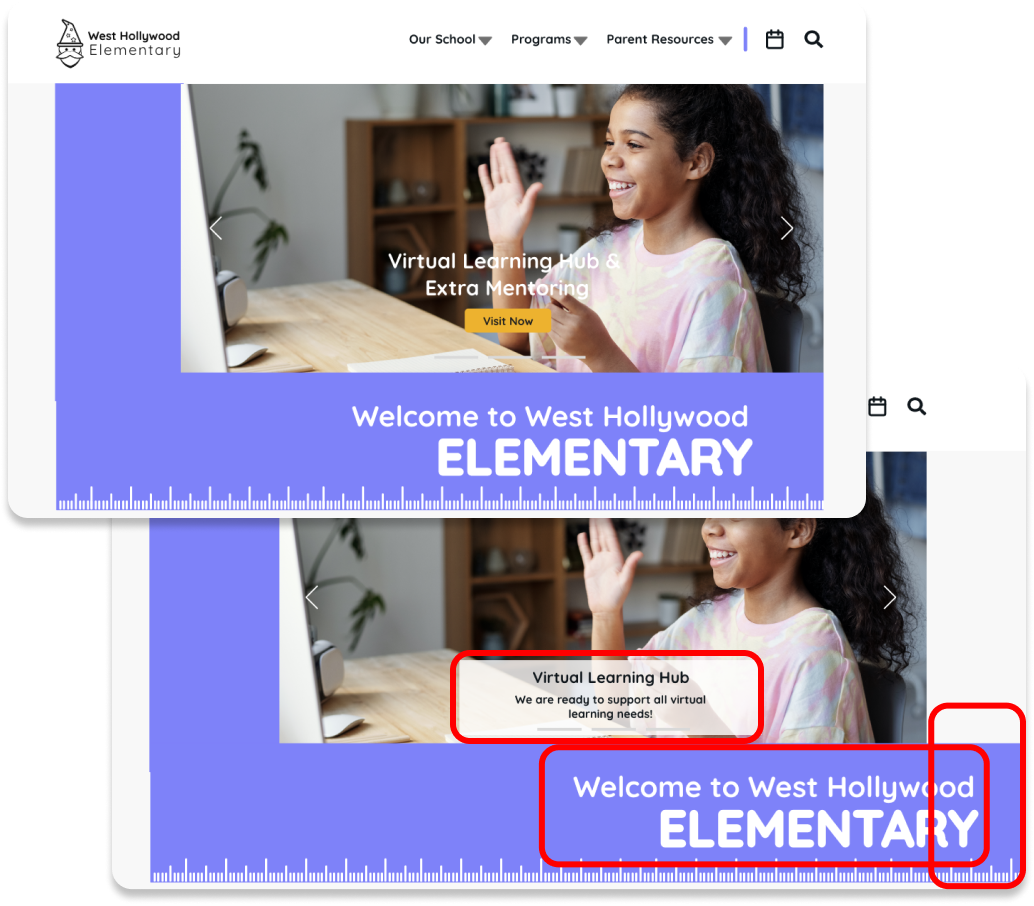 West Hollywood
Elementary
Our School
Programs
Parent Resources
Virtual Learning Hub &
Extra Mentoring
Visit Now
Welcome to West Hollywood
ELEMENTARY
Virtual Learning Hub
We are ready to support all virtual
learning needs!
Welcome to West Hollywood
ELEMENTARY